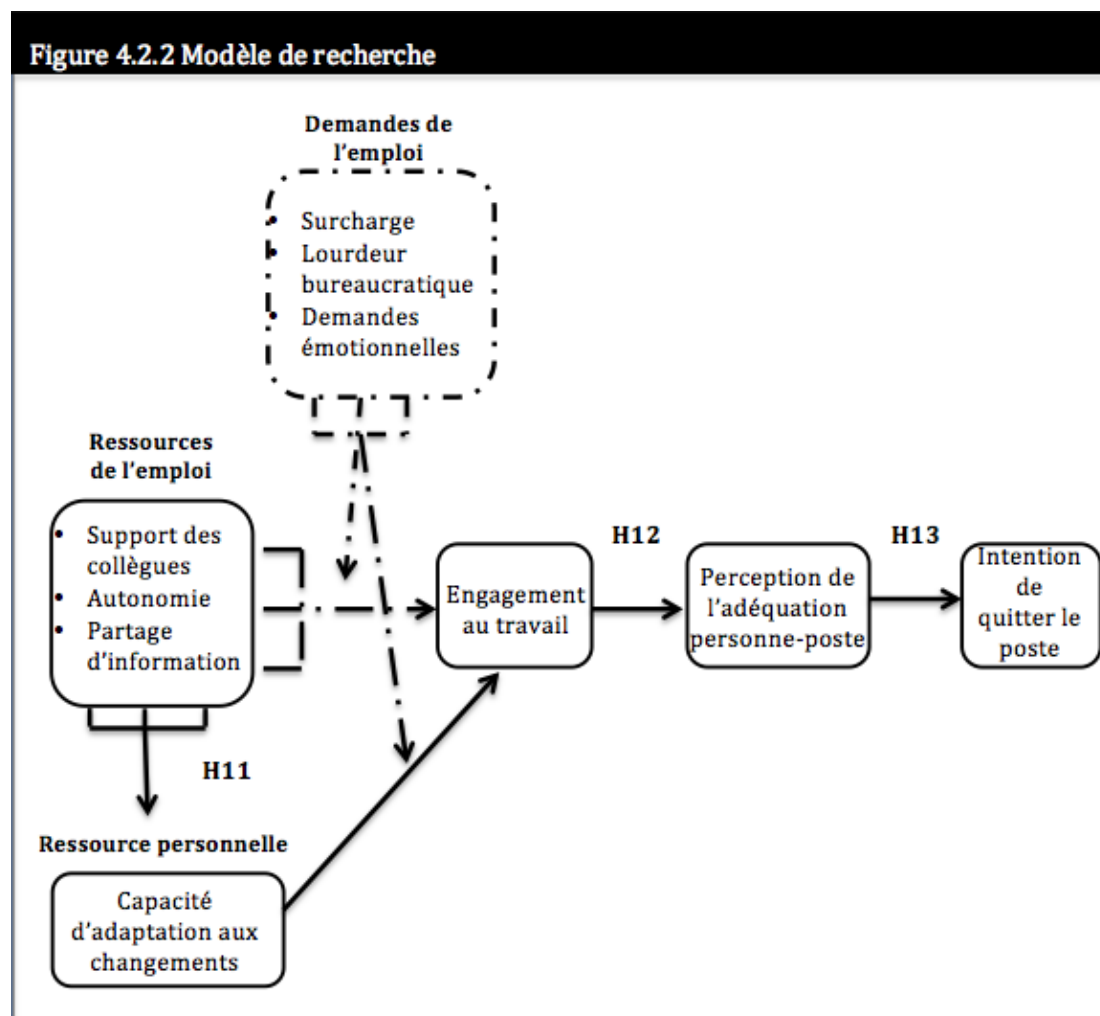 Figure 4.2.2 Modèle de recherche
Demandes de
l'emploi
• Surcharge
• Lourdeur
bureaucratique
• Demandes
émotionnelles
Ressources
de l'emploi
• Support des
collègues
• Autonomie
• Partage
d'information
H11
Ressource personnelle
Capacité
d'adaptation aux
changements
Engagement
au travail
H12
Perception de
l'adéquation
personne-poste
H13
Intention
de
quitter le
poste